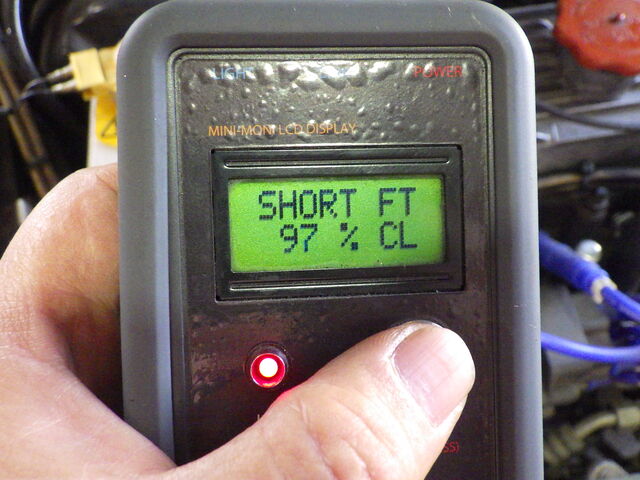 LIGHT
POWER
MINI-MONI LCD DISPLAY
SHORT FT
97 % CL